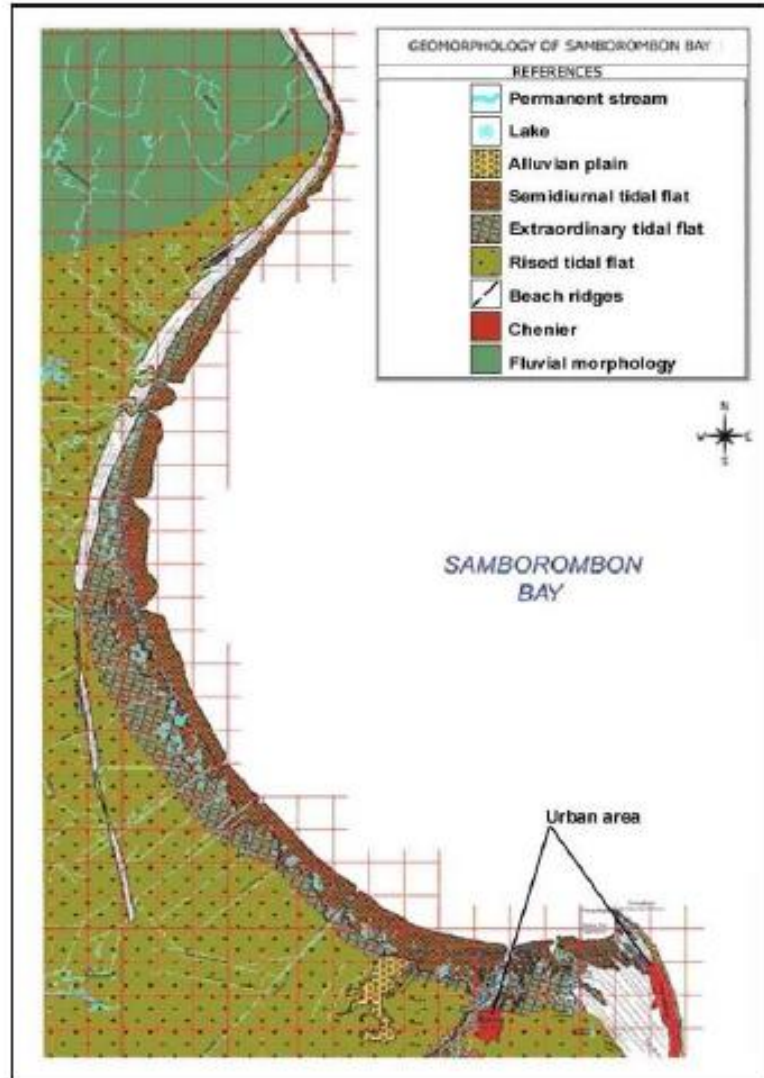 GEOMORPHOLOGY OF SAMBOROMBON BAY
REFERENCES
Permanent stream
Lake
Alluvian plain
Semidiurnal tidal flat
Extraordinary tidal flat
Rised tidal flat
Beach ridges
Chenier
Fluvial morphology
N
W E
S
SAMBOROMBON
BAY
Urban area